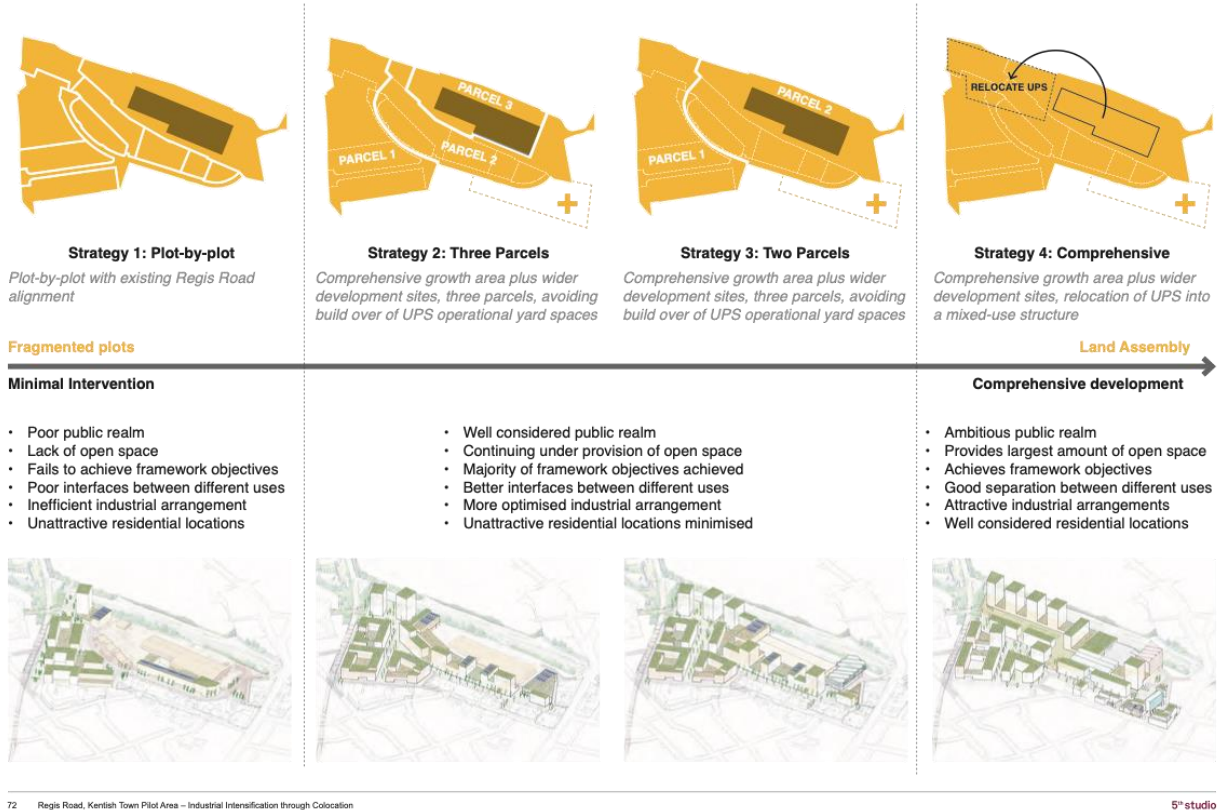 PARCEL 3
PARCEL 1
PARCEL 2
PARCEL 2
PARCEL 1
RELOCATE UPS
Strategy 1: Plot-by-plot
Plot-by-plot with existing Regis Road
alignment
Strategy 2: Three Parcels
Comprehensive growth area plus wider
development sites, three parcels, avoiding
build over of UPS operational yard spaces
Strategy 3: Two Parcels
Comprehensive growth area plus wider
development sites, three parcels, avoiding
build over of UPS operational yard spaces
Strategy 4: Comprehensive
Comprehensive growth area plus wider
development sites, relocation of UPS into
a mixed-use structure
Fragmented plots
Land Assembly
Minimal Intervention
Comprehensive development
• Poor public realm
• Lack of open space
• Fails to achieve framework objectives
• Poor interfaces between different uses
• Inefficient industrial arrangement
• Unattractive residential locations
• Well considered public realm
• Continuing under provision of open space
• Majority of framework objectives achieved
• Better interfaces between different uses
• More optimised industrial arrangement
• Unattractive residential locations minimised
• Ambitious public realm
• Provides largest amount of open space
• Achieves framework objectives
• Good separation between different uses
• Attractive industrial arrangements
• Well considered residential locations
72 Regis Road, Kentish Town Pilot Area – Industrial Intensification through Colocation
5th studio